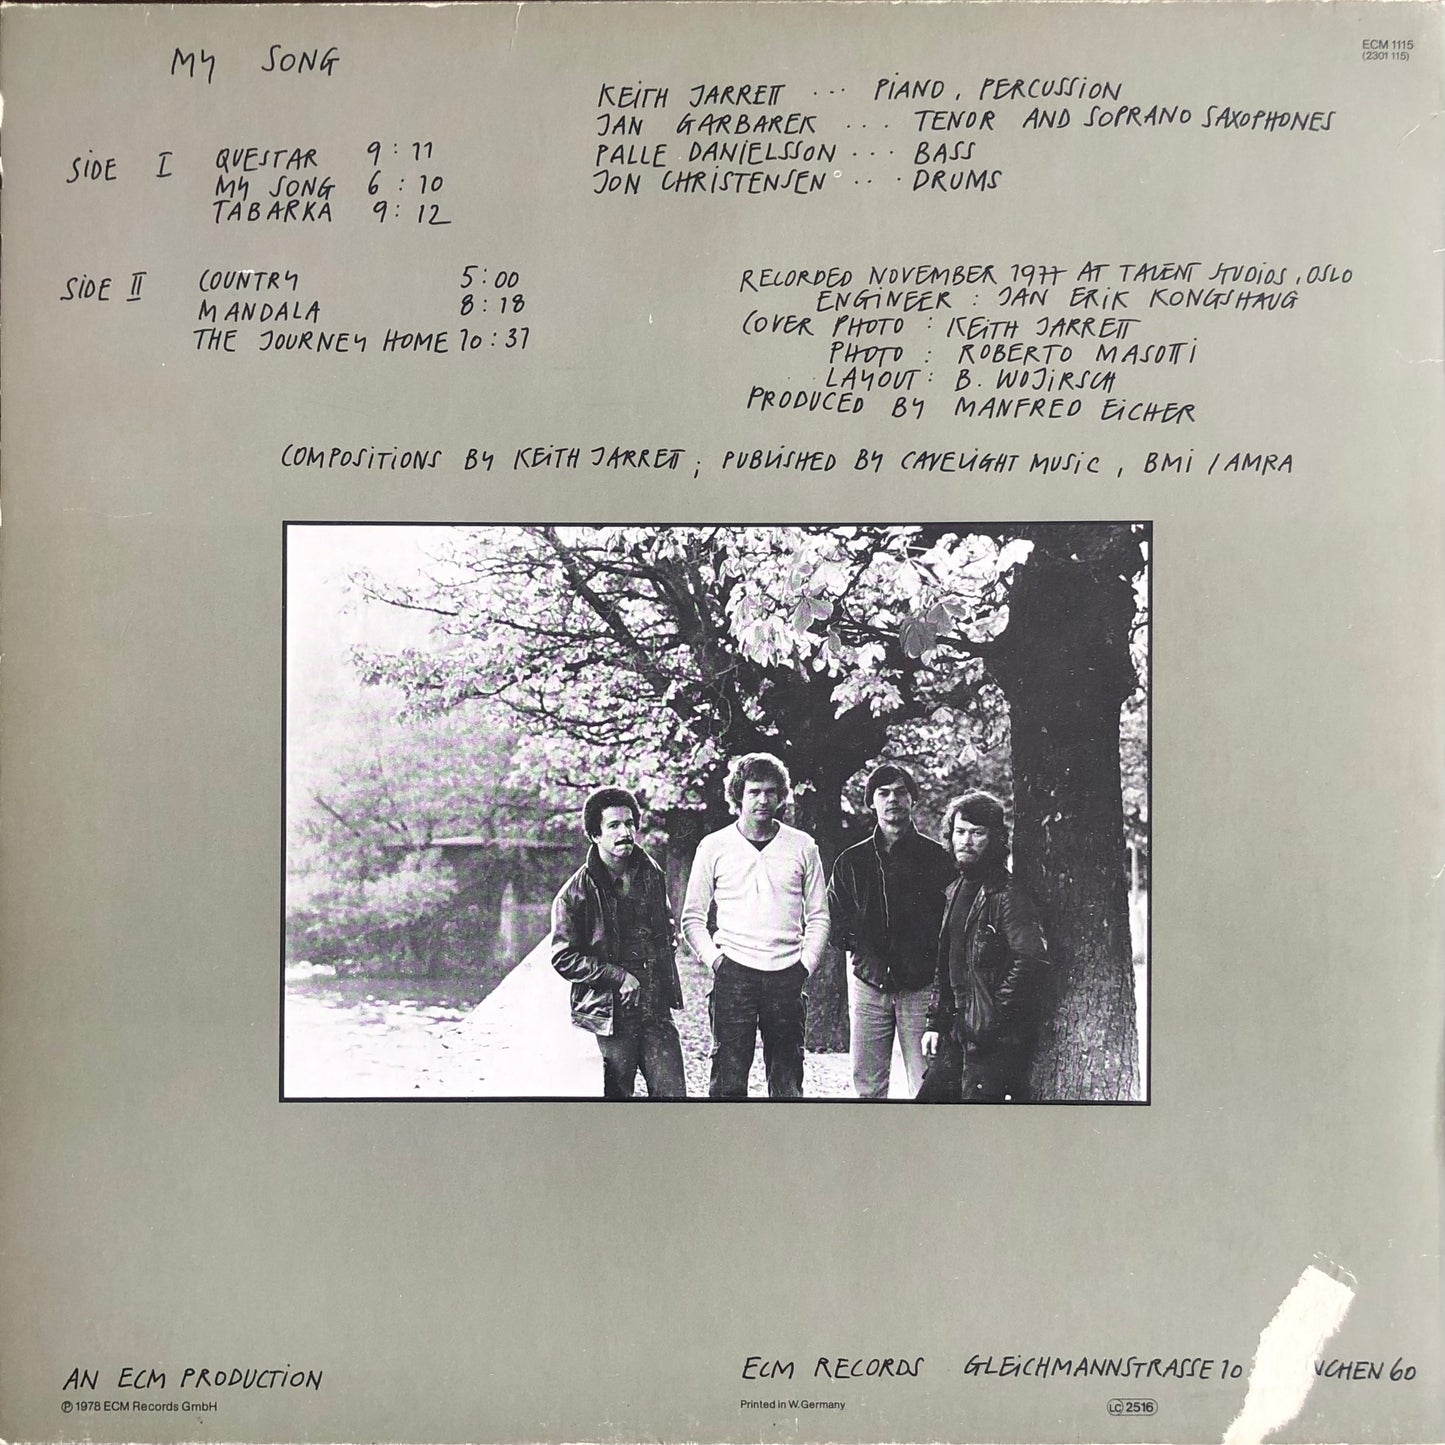 MY SONG
ECM 1115
(2301 115)
KEITH JARRETT ... PIANO, PERCUSSION
JAN GARBAREK ... TENOR AND SOPRANO SAXOPHONES
PALLE DANIELSSON ... BASS
JON CHRISTENSEN ... DRUMS
SIDE I QUESTAR 9:11
MY SONG 6:10
TABARKA 9:12
SIDE II COUNTRY 5:00
MANDALA 8:18
THE JOURNEY HOME 10:37
RECORDED NOVEMBER 1977 AT TALENT STUDIOS, OSLO
ENGINEER: JAN ERIK KONGSHAUG
COVER PHOTO: KEITH JARRETT
PHOTO: ROBERTO MASOTTI
LAYOUT: B. WOJIRSCH
PRODUCED BY MANFRED EICHER
COMPOSITIONS BY KEITH JARRETT; PUBLISHED BY CAVELIGHT MUSIC, BMI / AMRA
AN ECM PRODUCTION
℗ 1978 ECM Records GmbH
ECM RECORDS GLEICHMANNSTRASSE 10 NCHEN 60
Printed in W.Germany
LC 2516